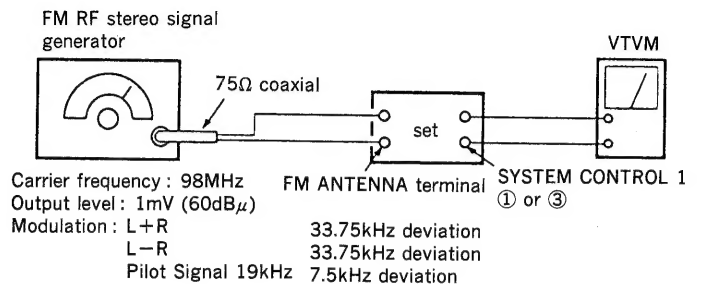 FM RF stereo signal
generator
VTVM
75Ω coaxial
set
Carrier frequency : 98MHz
FM ANTENNA terminal
SYSTEM CONTROL 1
Output level : 1mV (60dBμ)
① or ③
Modulation : L+R 33.75kHz deviation
L−R 33.75kHz deviation
Pilot Signal 19kHz 7.5kHz deviation